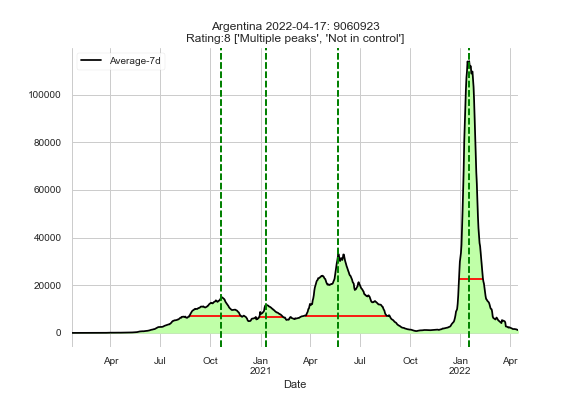 Argentina 2022-04-17: 9060923
Rating:8 ['Multiple peaks', 'Not in control']
Average-7d
100000
80000
60000
40000
20000
0
Apr Jul Oct Jan Apr Jul Oct Jan Apr
2021 2022
Date